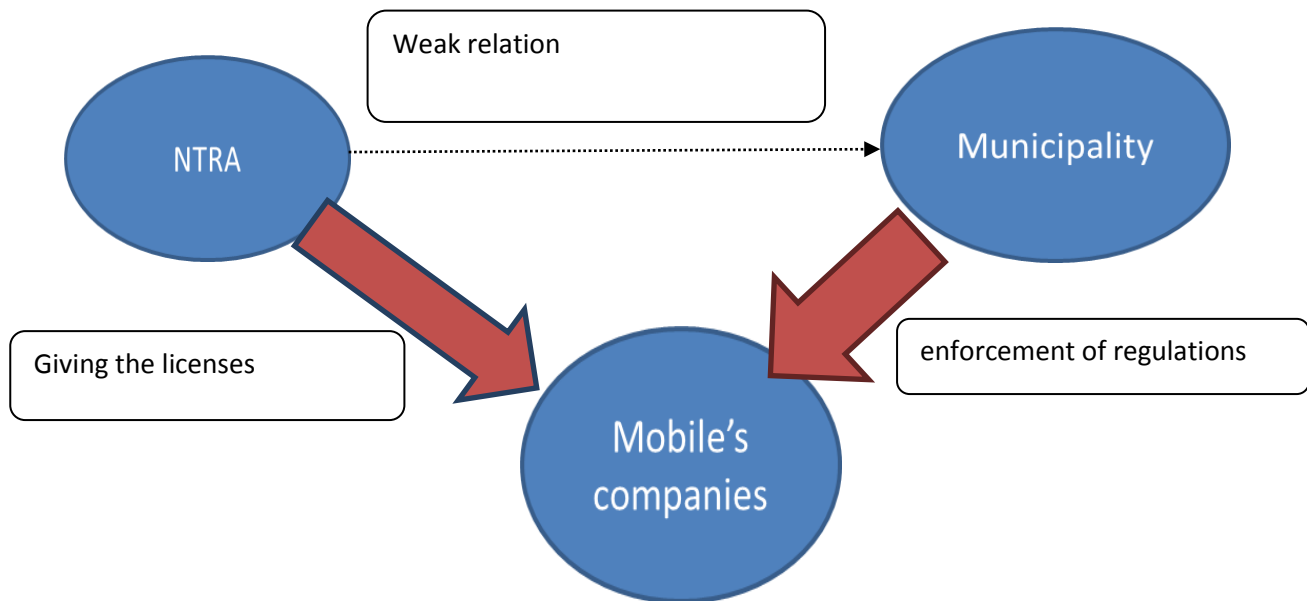 Weak relation
NTRA
Municipality
Giving the licenses
enforcement of regulations
Mobile’s
companies